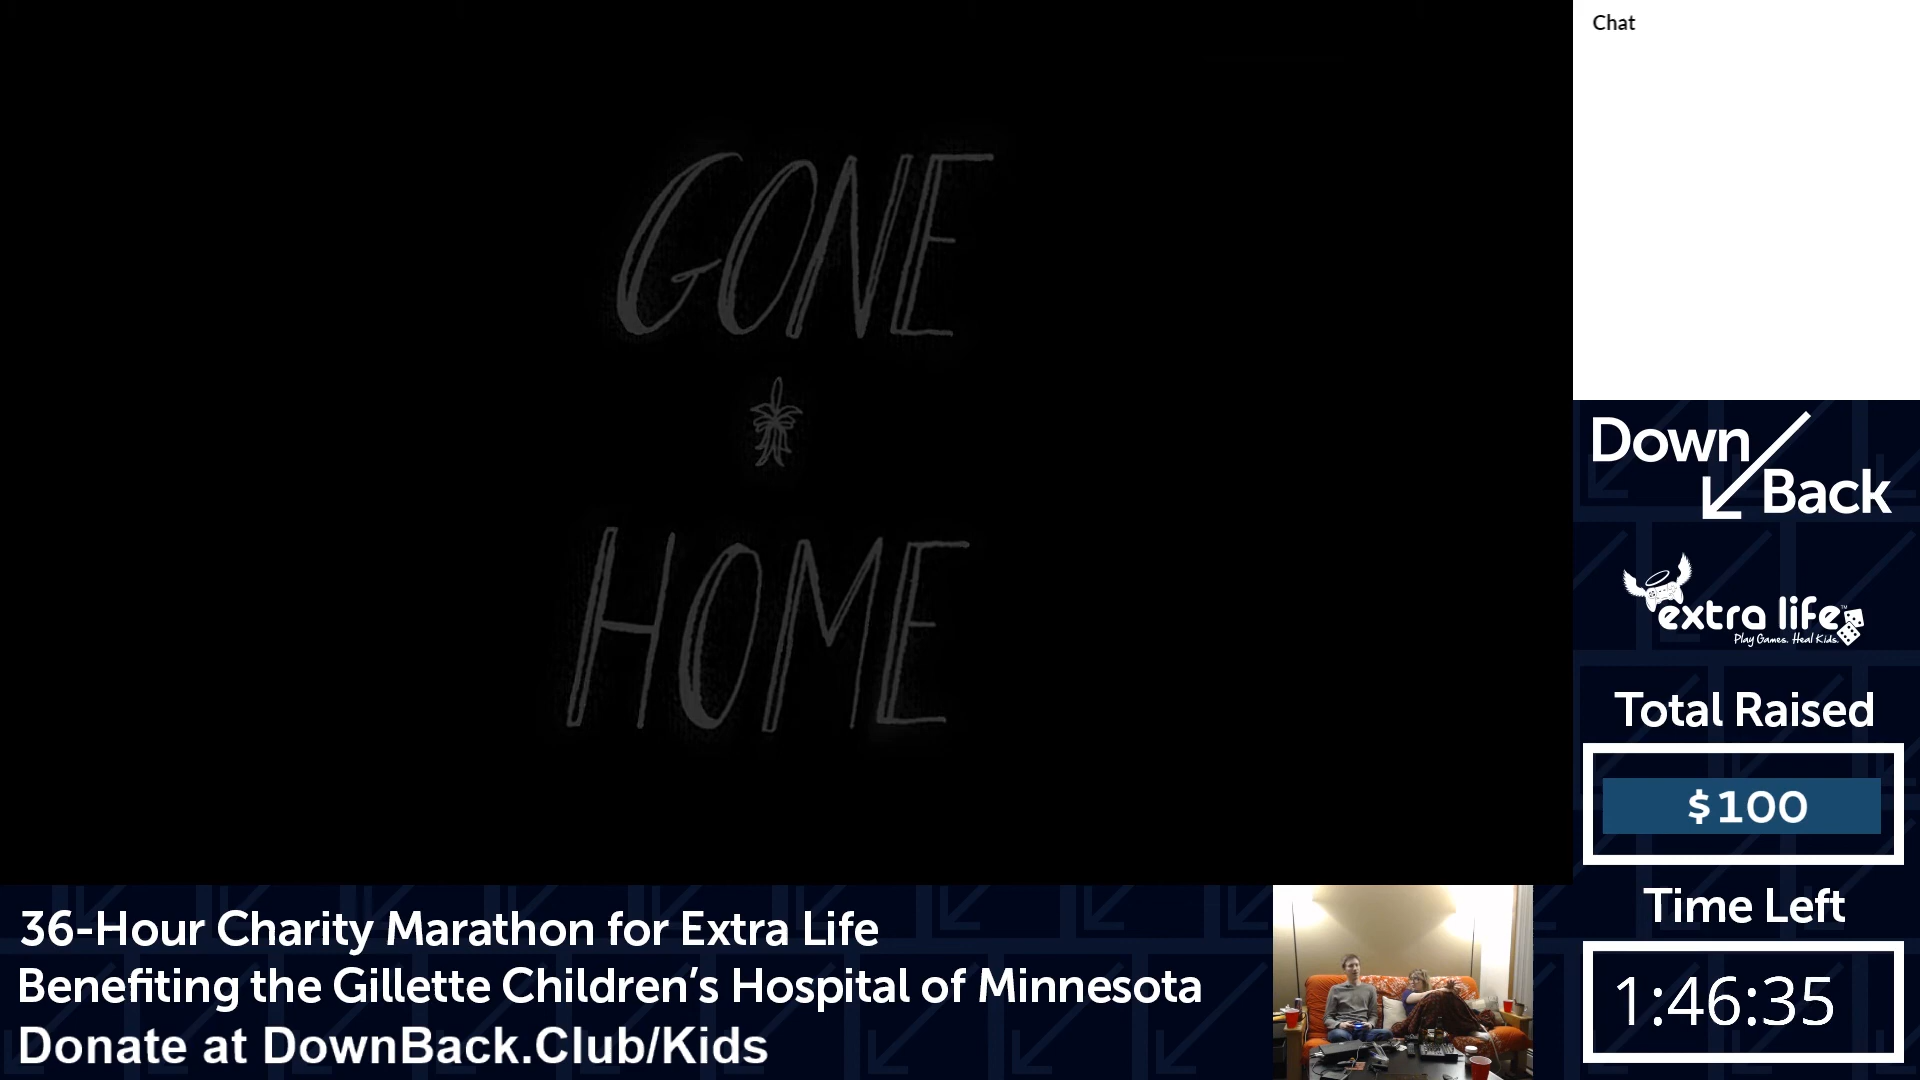 GONE
HOME
Chat
Down
Back
extra life
Play Games. Heal Kids.
Total Raised
$100
Time Left
1:46:35
36-Hour Charity Marathon for Extra Life
Benefiting the Gillette Children's Hospital of Minnesota
Donate at DownBack.Club/Kids